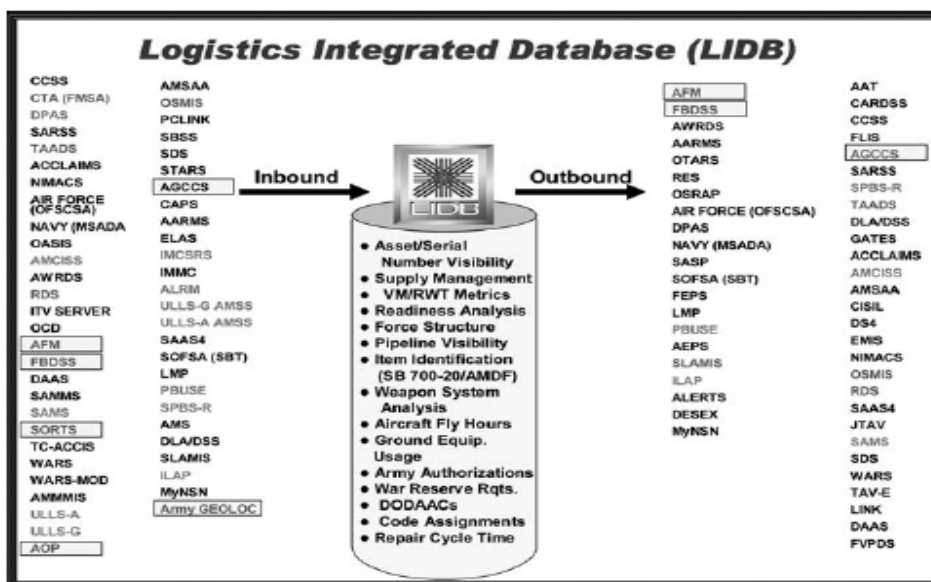 Logistics Integrated Database (LIDB)
CCSS
CTA (FMSA)
DPAS
SARSS
TAADS
ACCLAIMS
NIMACS
AIR FORCE
(OFSCSA)
NAVY (MSADA
OASIS
AMCISS
AWRDS
RDS
ITV SERVER
OCD
AFM
FBDSS
DAAS
SAMMS
SAMS
SORTS
TC-ACCIS
WARS
WARS-MOD
AMMMIS
ULLS-A
ULLS-G
AOP
AMSAA
OSMIS
PCLINK
SBSS
SDS
STARS
AGCCS
CAPS
AARMS
ELAS
IMCSRS
IMMC
ALRM
ULLS-G AMSS
ULLS-A AMSS
SAAS4
SOFSA (SBT)
LMP
PBUSE
SPBS-R
AMS
DLA/DSS
SLAMIS
ILAP
MyNSN
Army GEOLOC
Inbound
LIDB
● Asset/Serial
Number Visibility
● Supply Management
● VM/RWT Metrics
● Readiness Analysis
● Force Structure
● Pipeline Visibility
● Item Identification
(SB 700-20/AMDF)
● Weapon System
Analysis
● Aircraft Fly Hours
● Ground Equip.
Usage
● Army Authorizations
● War Reserve Rqts.
● DODAACs
● Code Assignments
● Repair Cycle Time
Outbound
AFM
FBDSS
AWRDS
AARMS
OTARS
RES
OSRAP
AIR FORCE (OFSCSA)
DPAS
NAVY (MSADA)
SASP
SOFSA (SBT)
FEPS
LMP
PBUSE
AEPS
SLAMIS
ILAP
ALERTS
DESEX
MyNSN
AAT
CARDSS
CCSS
FLIS
AGCCS
SARSS
SPBS-R
TAADS
DLA/DSS
GATES
ACCLAIMS
AMCISS
AMSAA
CISIL
DS4
EMIS
NIMACS
OSMIS
RDS
SAAS4
JTAV
SAMS
SDS
WARS
TAV-E
LINK
DAAS
FVPDS